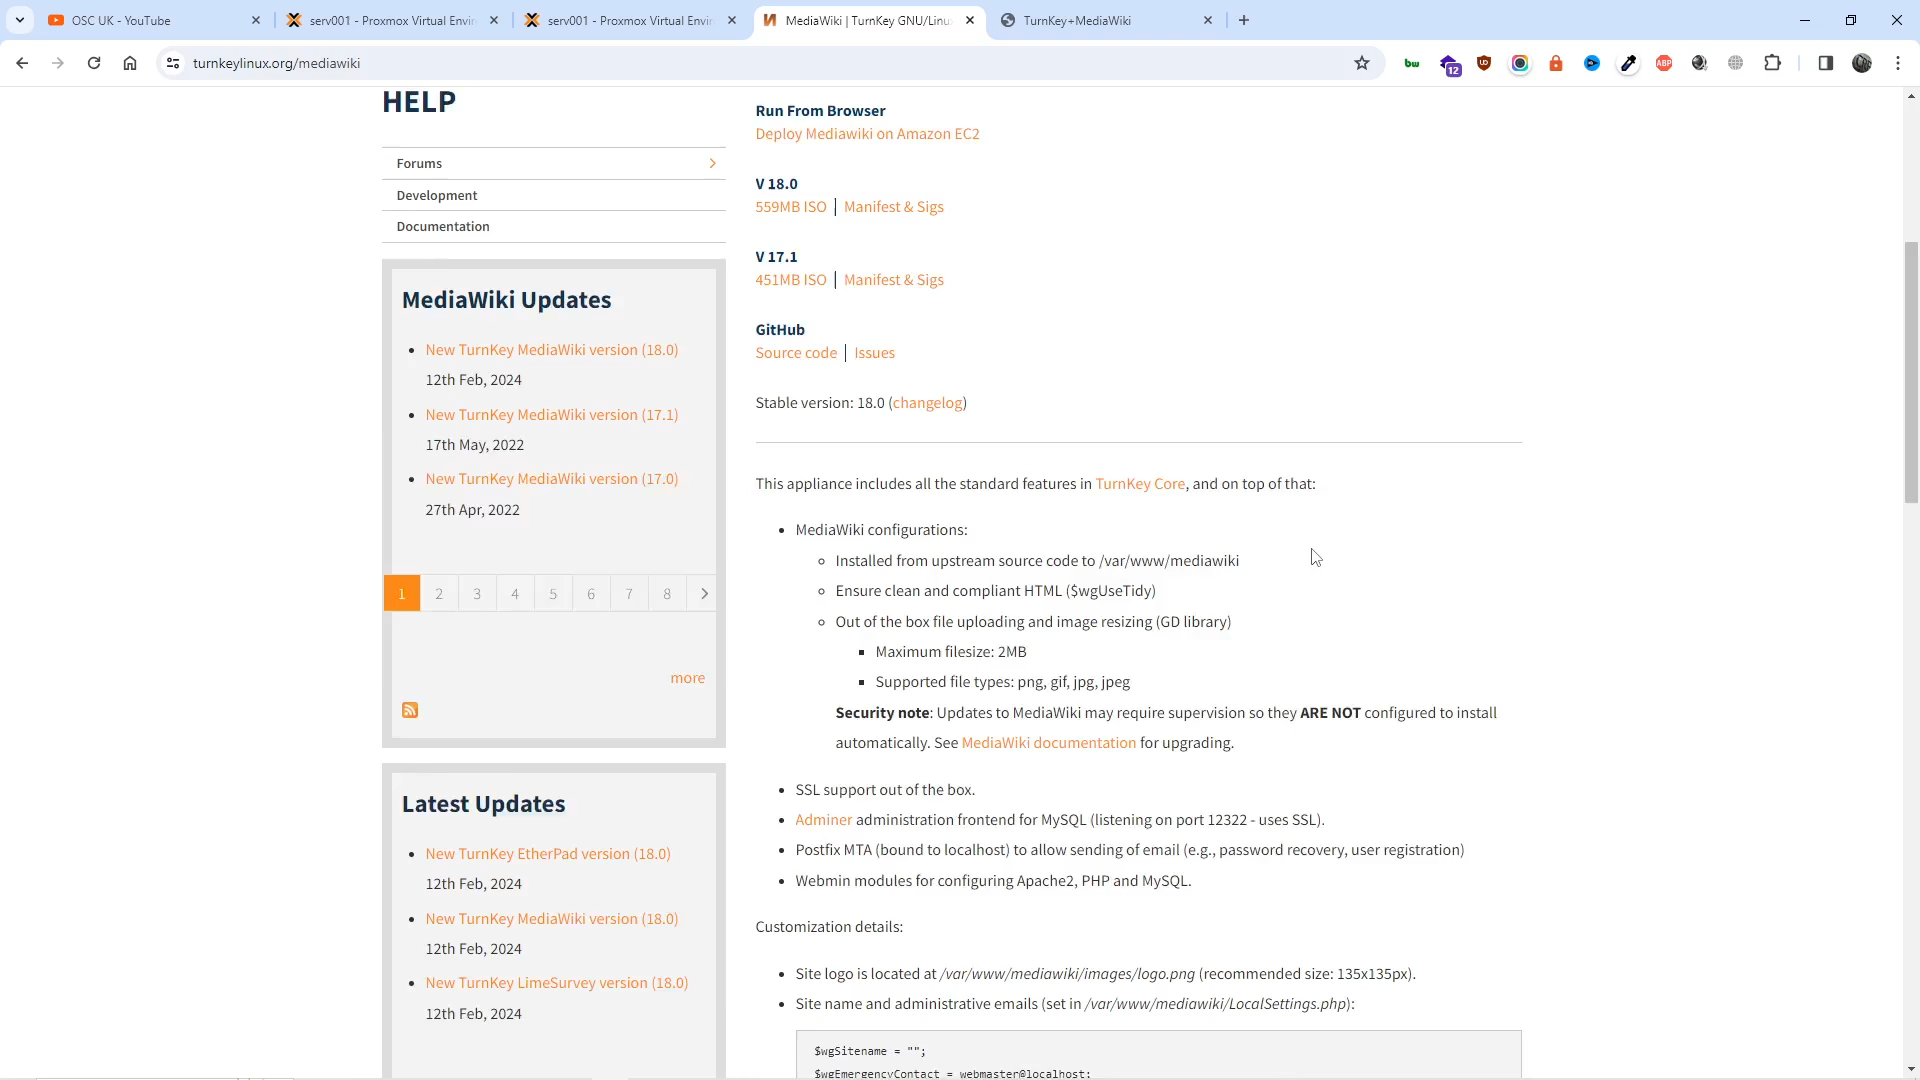 OSC UK - YouTube
serv001 - Proxmox Virtual Envir
serv001 - Proxmox Virtual Envir
MediaWiki | TurnKey GNU/Linux
TurnKey+MediaWiki
turnkeylinux.org/mediawiki
bw
12
ABP
HELP
Forums
Development
Documentation
MediaWiki Updates
New TurnKey MediaWiki version (18.0)
12th Feb, 2024
New TurnKey MediaWiki version (17.1)
17th May, 2022
New TurnKey MediaWiki version (17.0)
27th Apr, 2022
1 2 3 4 5 6 7 8
more
Latest Updates
New TurnKey EtherPad version (18.0)
12th Feb, 2024
New TurnKey MediaWiki version (18.0)
12th Feb, 2024
New TurnKey LimeSurvey version (18.0)
12th Feb, 2024
Run From Browser
Deploy Mediawiki on Amazon EC2
V 18.0
559MB ISO | Manifest & Sigs
V 17.1
451MB ISO | Manifest & Sigs
GitHub
Source code | Issues
Stable version: 18.0 (changelog)
This appliance includes all the standard features in TurnKey Core, and on top of that:
MediaWiki configurations:
Installed from upstream source code to /var/www/mediawiki
Ensure clean and compliant HTML ($wgUseTidy)
Out of the box file uploading and image resizing (GD library)
Maximum filesize: 2MB
Supported file types: png, gif, jpg, jpeg
Security note: Updates to MediaWiki may require supervision so they ARE NOT configured to install
automatically. See MediaWiki documentation for upgrading.
SSL support out of the box.
Adminer administration frontend for MySQL (listening on port 12322 - uses SSL).
Postfix MTA (bound to localhost) to allow sending of email (e.g., password recovery, user registration)
Webmin modules for configuring Apache2, PHP and MySQL.
Customization details:
Site logo is located at /var/www/mediawiki/images/logo.png (recommended size: 135x135px).
Site name and administrative emails (set in /var/www/mediawiki/LocalSettings.php):
$wgSitename = "";
$wgEmergencyContact = webmaster@localhost;